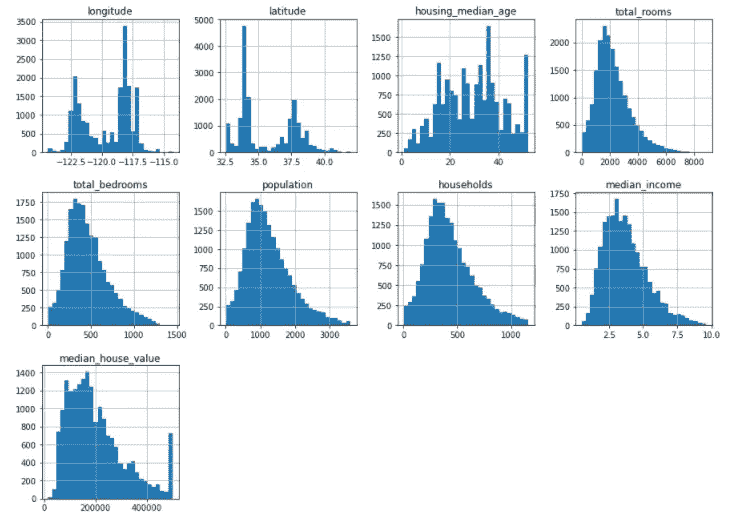 longitude latitude housing_median_age total_rooms
3500 3000 2500 2000 1500 1000 500 0
−122.5 −120.0 −117.5 −115.0
5000 4000 3000 2000 1000 0
32.5 35.0 37.5 40.0
1500 1250 1000 750 500 250 0
20 40
2000 1500 1000 500 0
0 2000 4000 6000 8000
total_bedrooms population households median_income
1750 1500 1250 1000 750 500 250 0
0 500 1000 1500
1500 1250 1000 750 500 250 0
0 1000 2000 3000
1500 1250 1000 750 500 250 0
0 500 1000
1750 1500 1250 1000 750 500 250 0
2.5 5.0 7.5 10.0
median_house_value
1400 1200 1000 800 600 400 200 0
0 200000 400000